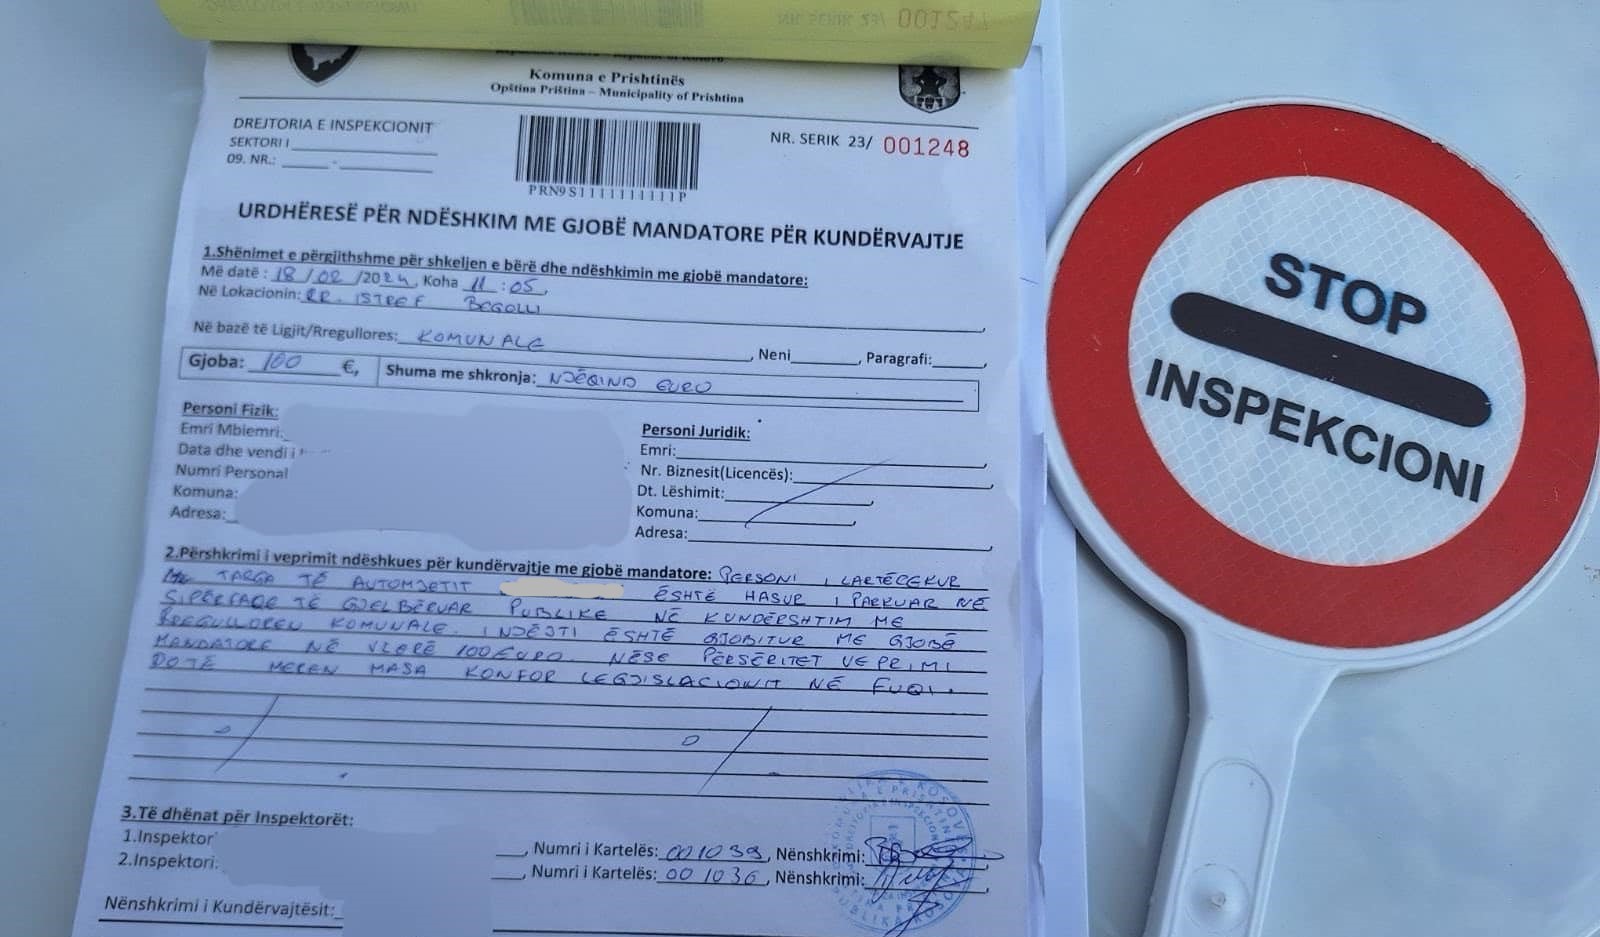 NR. SERIK 23/ 001247
Komuna e Prishtinës
Opština Priština – Municipality of Prishtina
DREJTORIA E INSPEKCIONIT
SEKTORI I
09. NR.: -
NR. SERIK 23/ 001248
PRN9S1111111111P
URDHËRESË PËR NDËSHKIM ME GJOBË MANDATORE PËR KUNDËRVAJTJE
1.Shënimet e përgjithshme për shkeljen e bërë dhe ndëshkimin me gjobë mandatore:
Më datë : 18/02/2024, Koha 11:05,
Në Lokacionin: RR. ISTREF BEGOLLI,
Në bazë të Ligjit/Rregullores: KOMUNALE, Neni, Paragrafi:,
Gjoba: 100 €, Shuma me shkronja: NJËQIND EURO
Personi Fizik:
Emri Mbiemri:
Data dhe vendi i
Numri Personal
Komuna:
Adresa:
Personi Juridik:
Emri:
Nr. Biznesit(Licencës):
Dt. Lëshimit:
Komuna:
Adresa:
2.Përshkrimi i veprimit ndëshkues për kundërvajtje me gjobë mandatore: PERSONI I LARTËCEKUR
ME TARGA TË AUTOMJETIT ËSHTË HASUR I PARKUAR NË
SIPËRFAQE TË GJELBËRUAR PUBLIKE NË KUNDËRSHTIM ME
RREGULLOREN KOMUNALE. I NJËJTI ËSHTË GJOBITUR ME GJOBË
MANDATORE NË VLERË 100 EURO. NËSE PËRSËRITET VEPRIMI
DO TË MERREN MASA KONFOR LEGJISLACIONIT NË FUQI.
3.Të dhënat për Inspektorët:
1.Inspektor
, Numri i Kartelës: 001039, Nënshkrimi:
2.Inspektori:
, Numri i Kartelës: 001036, Nënshkrimi:
Nënshkrimi i Kundërvajtësit:
STOP
INSPEKCIONI